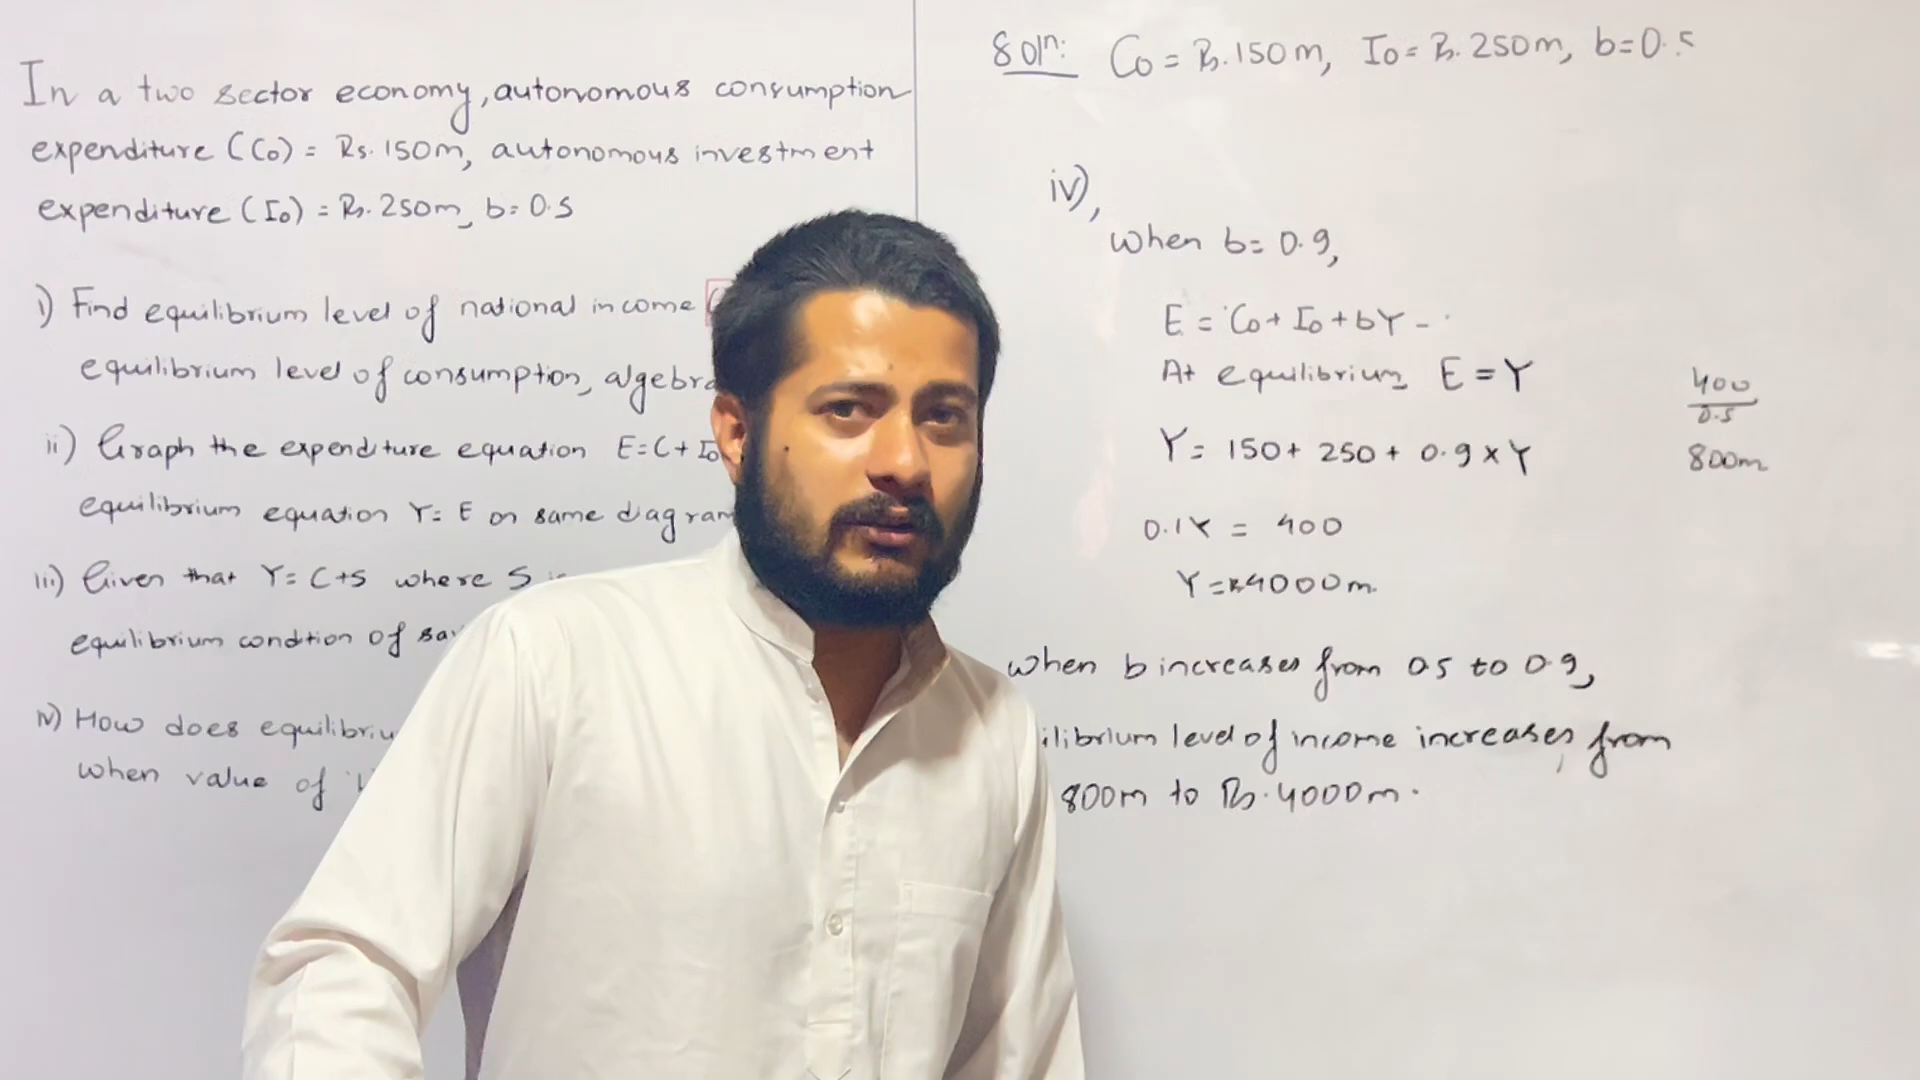 In a two sector economy, autonomous consumption
expenditure (C0) = Rs. 150m, autonomous investment
expenditure (I0) = Rs. 250m, b= 0.5
i) Find equilibrium level of national income
equilibrium level of consumption, algebra
ii) Graph the expenditure equation E=C+I0
equilibrium equation Y= E on same diagram
iii) Given that Y= C+S where S
equilibrium condition of
iv) How does
when value of
Soln: C0 = Rs. 150m, I0 = Rs. 250m, b=0.5
iv),
when b= 0.9,
E = C0+ I0 +bY -
At equilibrium, E = Y
Y= 150+ 250 + 0.9 x Y
0.1Y = 400
Y = Rs 4000m.
400
0.5
800m
when b increases from 0.5 to 0.9,
level of income increases, from
800m to Rs. 4000m.